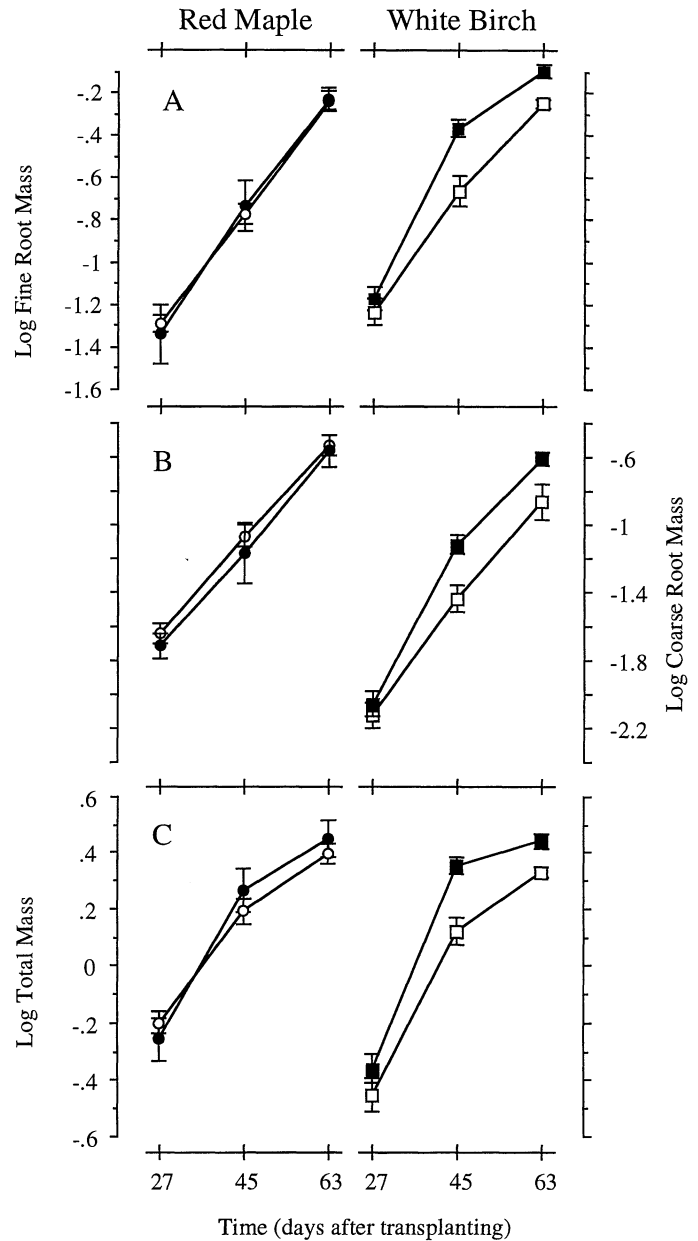 Red Maple White Birch
A
-.2
-.4
-.6
-.8
-1
-1.2
-1.4
-1.6
Log Fine Root Mass
B
-.6
-1
-1.4
-1.8
-2.2
Log Coarse Root Mass
C
.6
.4
.2
0
-.2
-.4
-.6
Log Total Mass
27 45 63 27 45 63
Time (days after transplanting)